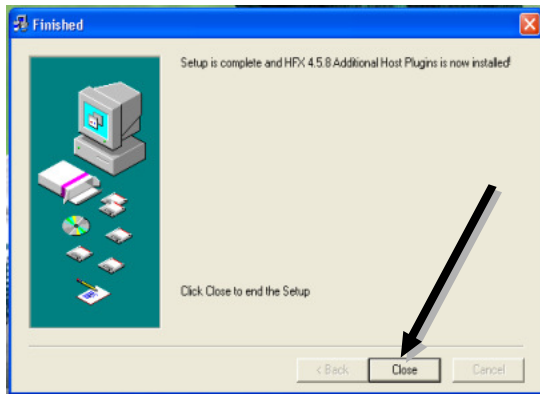 Finished
Setup is complete and HFX 4.5.8 Additional Host Plugins is now installed!
Click Close to end the Setup
< Back
Close
Cancel